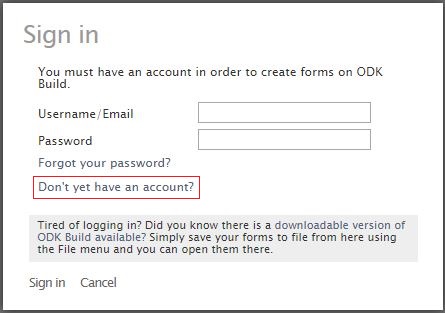 Sign in
You must have an account in order to create forms on ODK
Build.
Username/Email
Password
Forgot your password?
Don't yet have an account?
Tired of logging in? Did you know there is a downloadable version of
ODK Build available? Simply save your forms to file from here using
the File menu and you can open them there.
Sign in Cancel